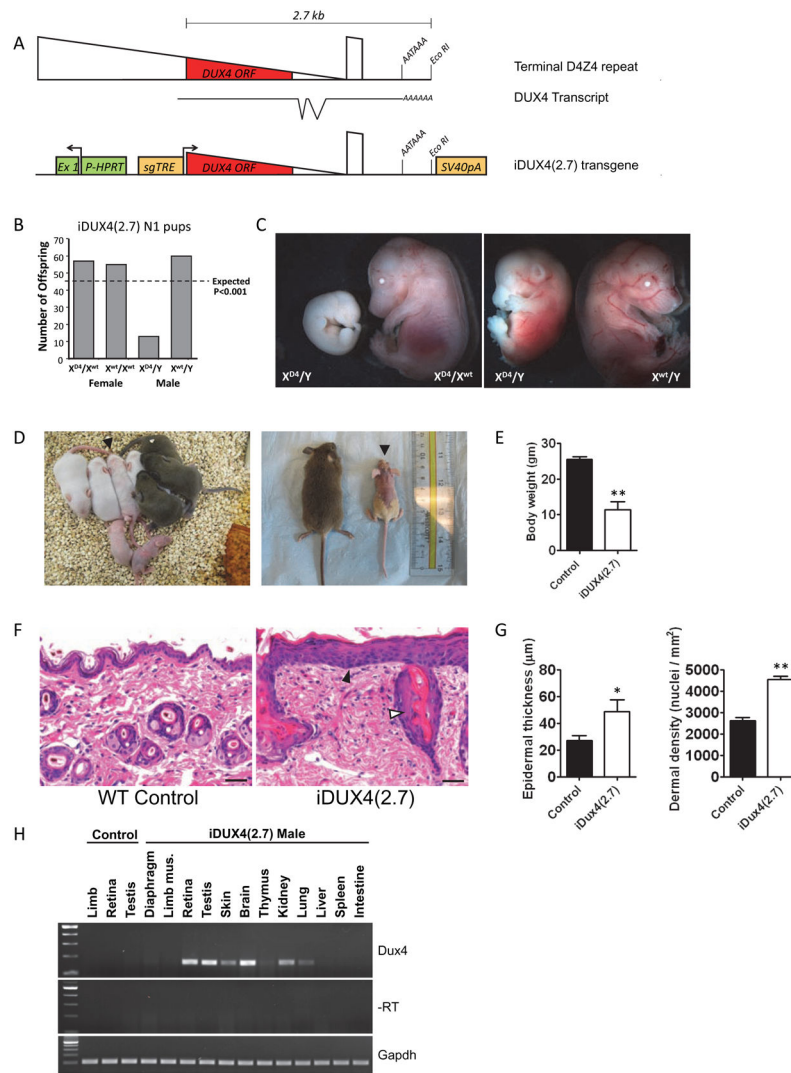 2.7 kb
A
AATAAA
Eco RI
DUX4 ORF
Terminal D4Z4 repeat
AAAAAA
DUX4 Transcript
AATAAA
Eco RI
Ex 1
P-HPRT
sgTRE
DUX4 ORF
SV40pA
iDUX4(2.7) transgene
B
iDUX4(2.7) N1 pups
Number of Offspring
70
60
50
40
30
20
10
0
Expected
P<0.001
X^D4/X^wt
X^wt/X^wt
X^D4/Y
X^wt/Y
Female
Male
C
X^D4/Y
X^D4/X^wt
X^D4/Y
X^wt/Y
D
E
Body weight (gm)
30
20
10
0
**
Control
iDUX4(2.7)
F
WT Control
iDUX4(2.7)
G
Epidermal thickness (μm)
80
60
40
20
0
*
Control
iDux4(2.7)
Dermal density (nuclei / mm²)
5000
4000
3000
2000
1000
0
**
Control
iDUX4(2.7)
H
Control
iDUX4(2.7) Male
Limb
Retina
Testis
Diaphragm
Limb mus.
Retina
Testis
Skin
Brain
Thymus
Kidney
Lung
Liver
Spleen
Intestine
Dux4
-RT
Gapdh